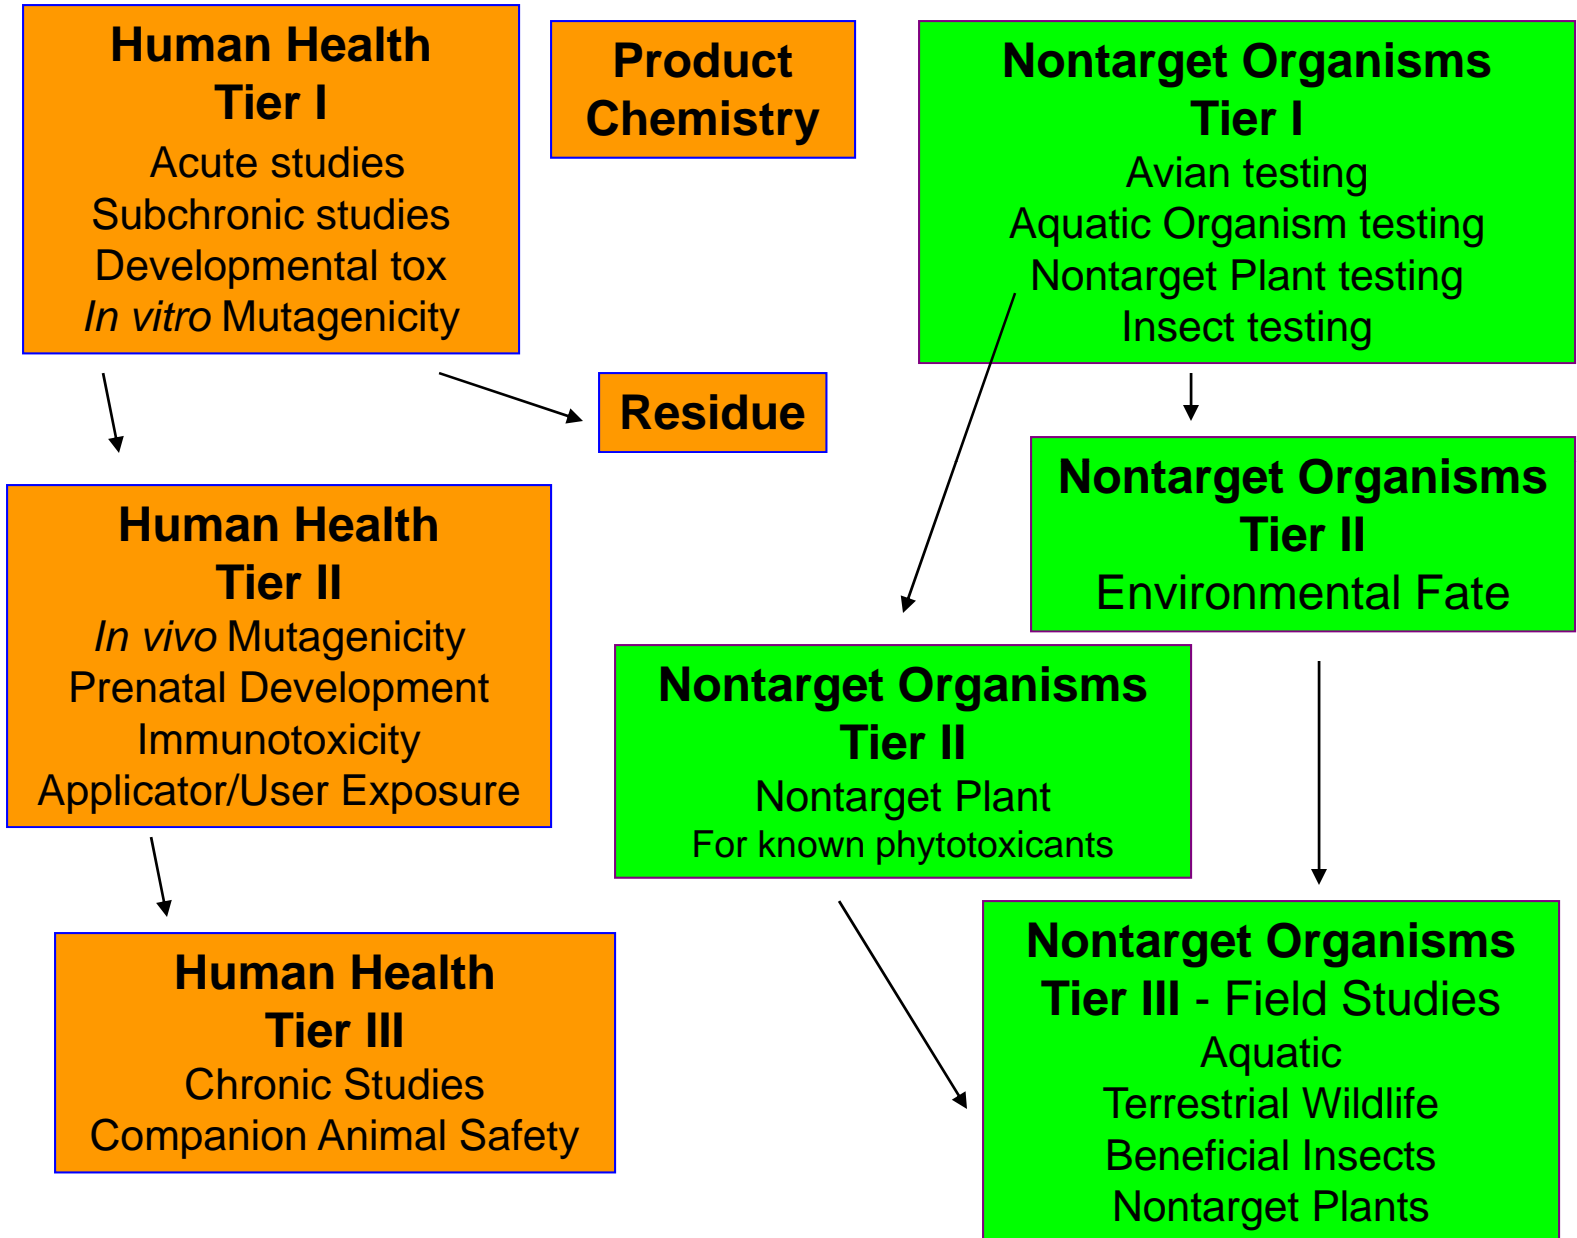 Human Health
Tier I
Acute studies
Subchronic studies
Developmental tox
In vitro Mutagenicity
Product
Chemistry
Nontarget Organisms
Tier I
Avian testing
Aquatic Organism testing
Nontarget Plant testing
Insect testing
Residue
Human Health
Tier II
In vivo Mutagenicity
Prenatal Development
Immunotoxicity
Applicator/User Exposure
Nontarget Organisms
Tier II
Environmental Fate
Nontarget Organisms
Tier II
Nontarget Plant
For known phytotoxicants
Human Health
Tier III
Chronic Studies
Companion Animal Safety
Nontarget Organisms
Tier III - Field Studies
Aquatic
Terrestrial Wildlife
Beneficial Insects
Nontarget Plants